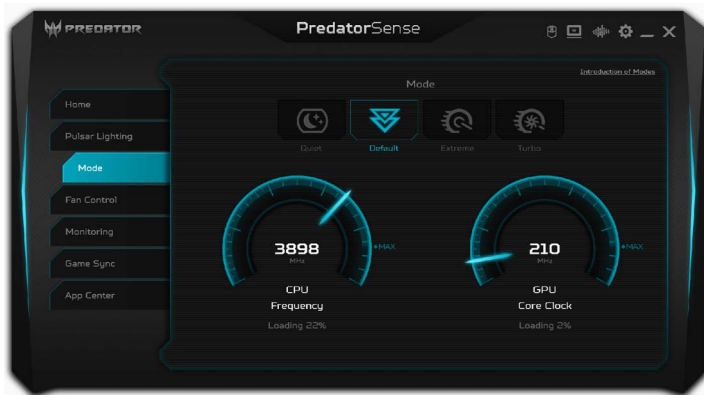 PREDATOR
PredatorSense
Introduction of Modes
Mode
Home
Pulsar Lighting
Mode
Fan Control
Monitoring
Game Sync
App Center
Quiet
Default
Extreme
Turbo
3898
MHz
MAX
CPU
Frequency
Loading 22%
210
MHz
MAX
GPU
Core Clock
Loading 2%